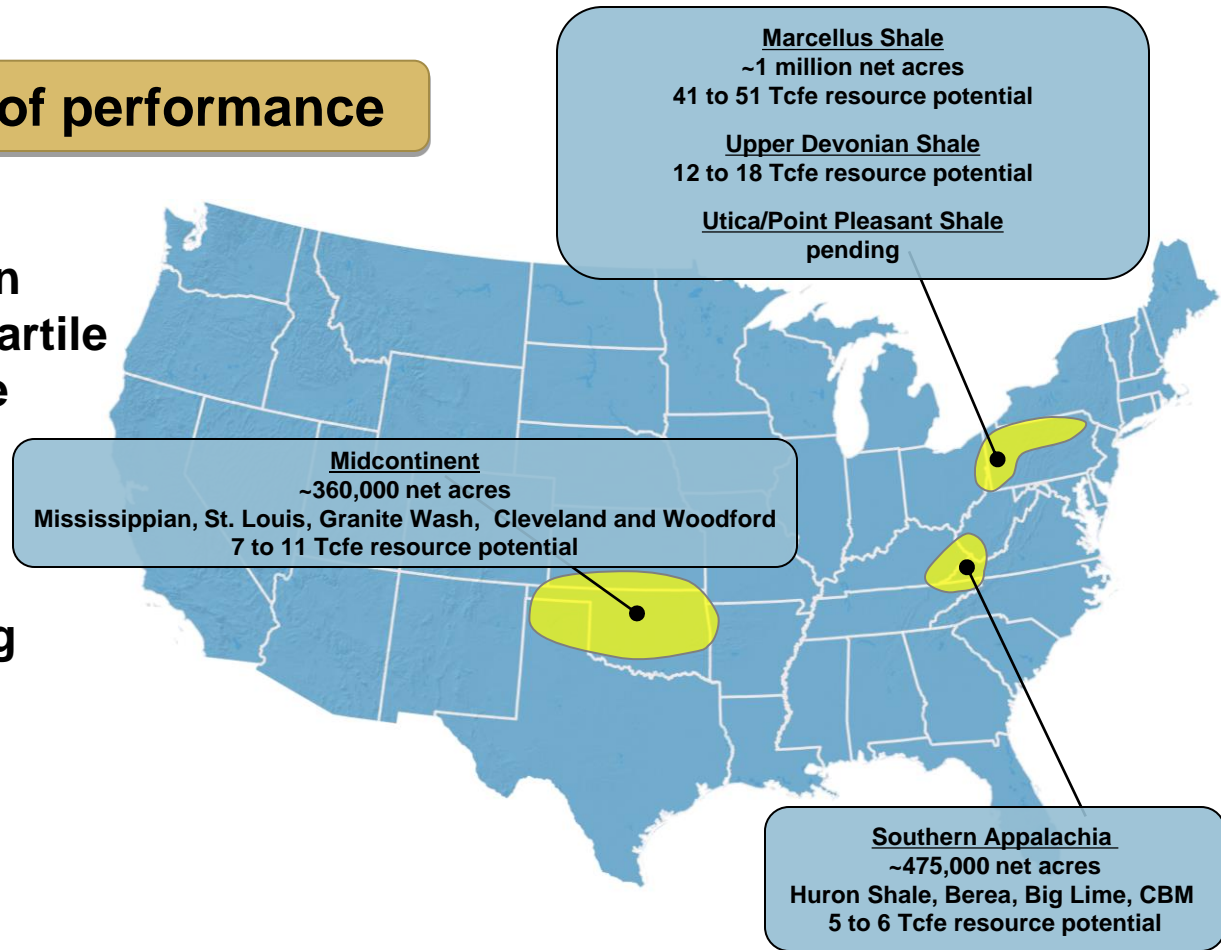 of performance
n
artile
e
g
Marcellus Shale
~1 million net acres
41 to 51 Tcfe resource potential
Upper Devonian Shale
12 to 18 Tcfe resource potential
Utica/Point Pleasant Shale
pending
Midcontinent
~360,000 net acres
Mississippian, St. Louis, Granite Wash, Cleveland and Woodford
7 to 11 Tcfe resource potential
Southern Appalachia
~475,000 net acres
Huron Shale, Berea, Big Lime, CBM
5 to 6 Tcfe resource potential